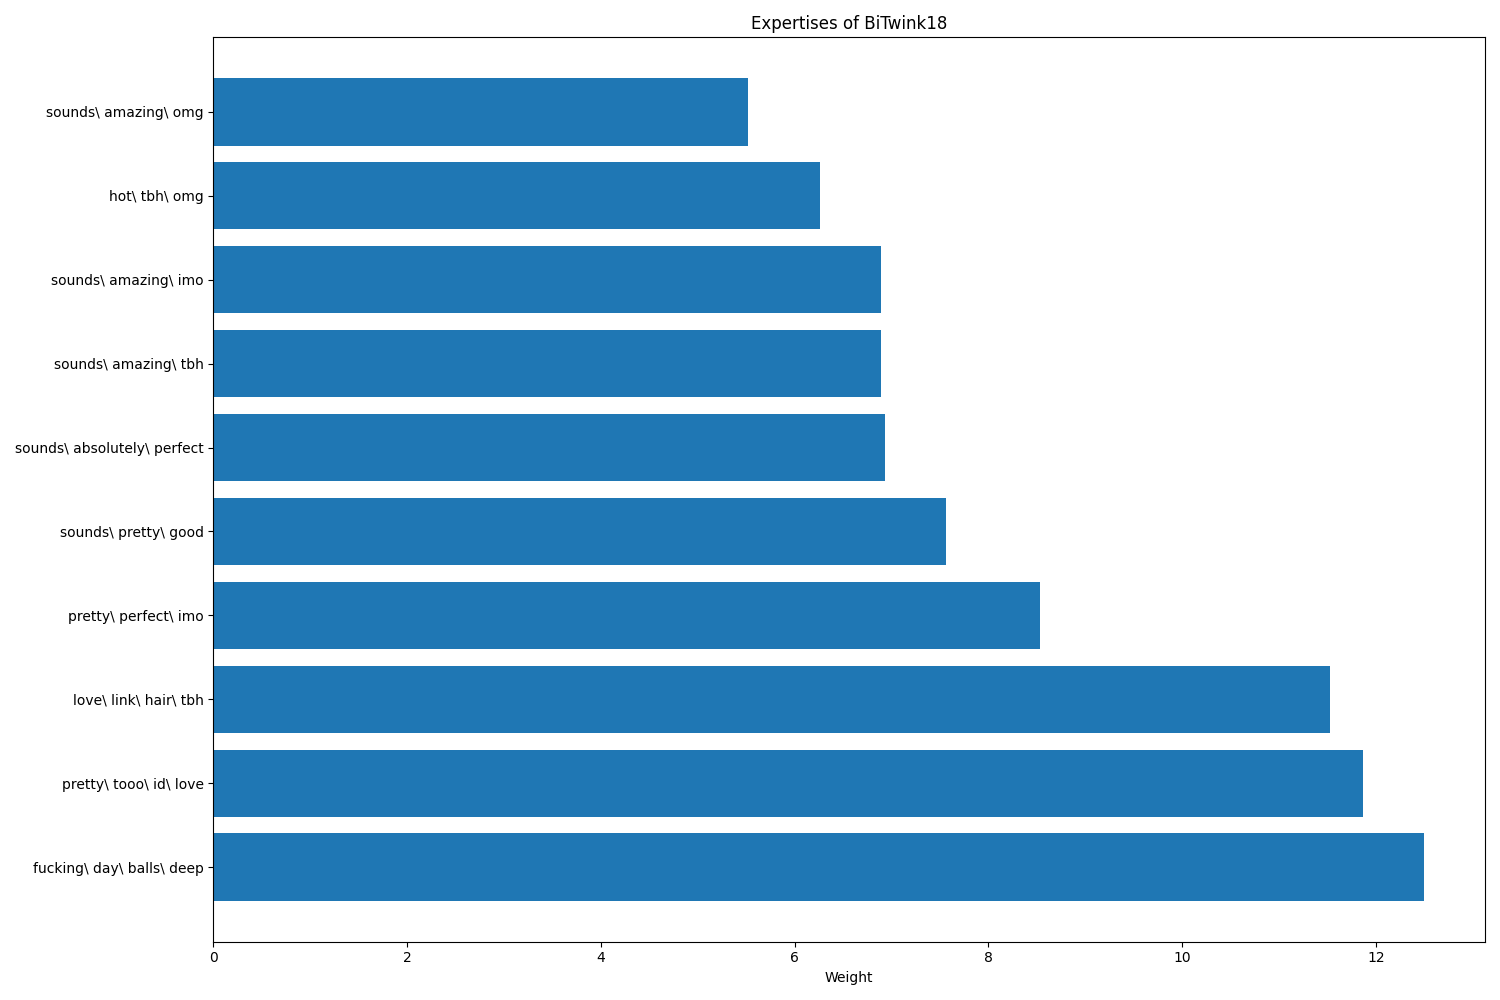 Expertises of BiTwink18
sounds\ amazing\ omg
hot\ tbh\ omg
sounds\ amazing\ imo
sounds\ amazing\ tbh
sounds\ absolutely\ perfect
sounds\ pretty\ good
pretty\ perfect\ imo
love\ link\ hair\ tbh
pretty\ tooo\ id\ love
fucking\ day\ balls\ deep
0 2 4 6 8 10 12
Weight